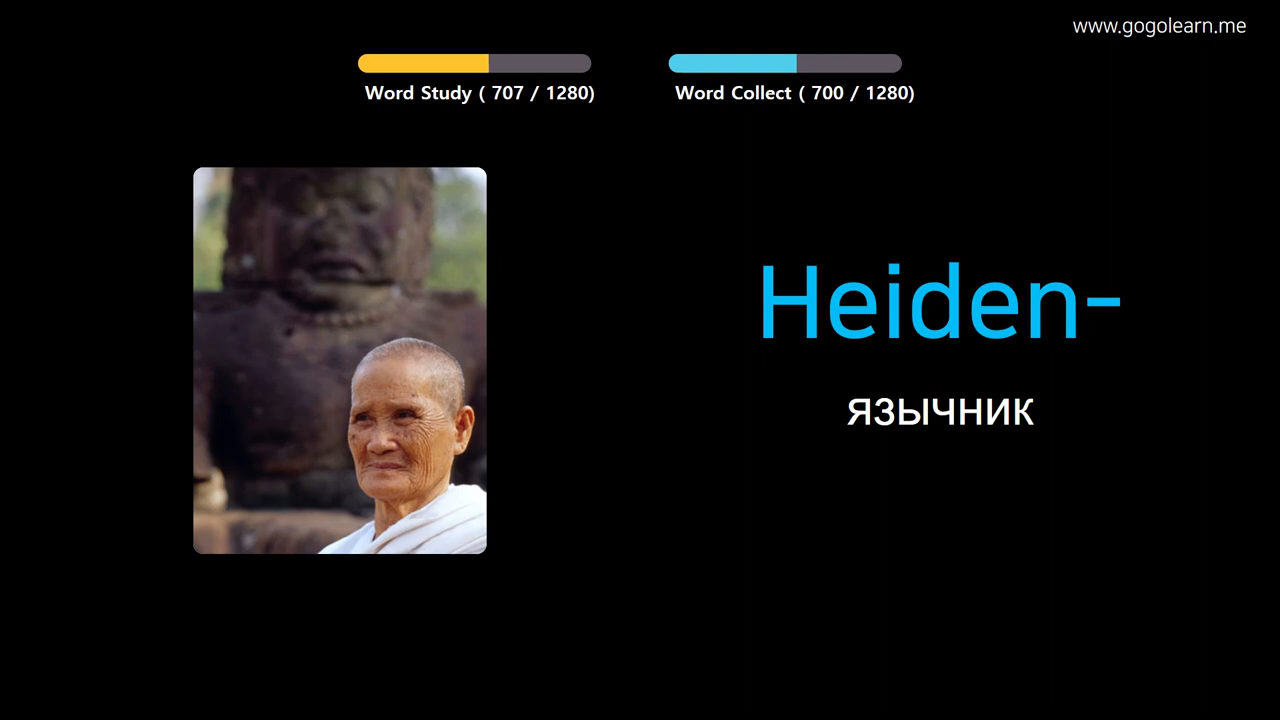 www.gogolearn.me
Word Study ( 707 / 1280)
Word Collect ( 700 / 1280)
Heiden-
язычник